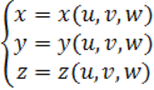 x = x(u, v, w)
y = y(u, v, w)
z = z(u, v, w)